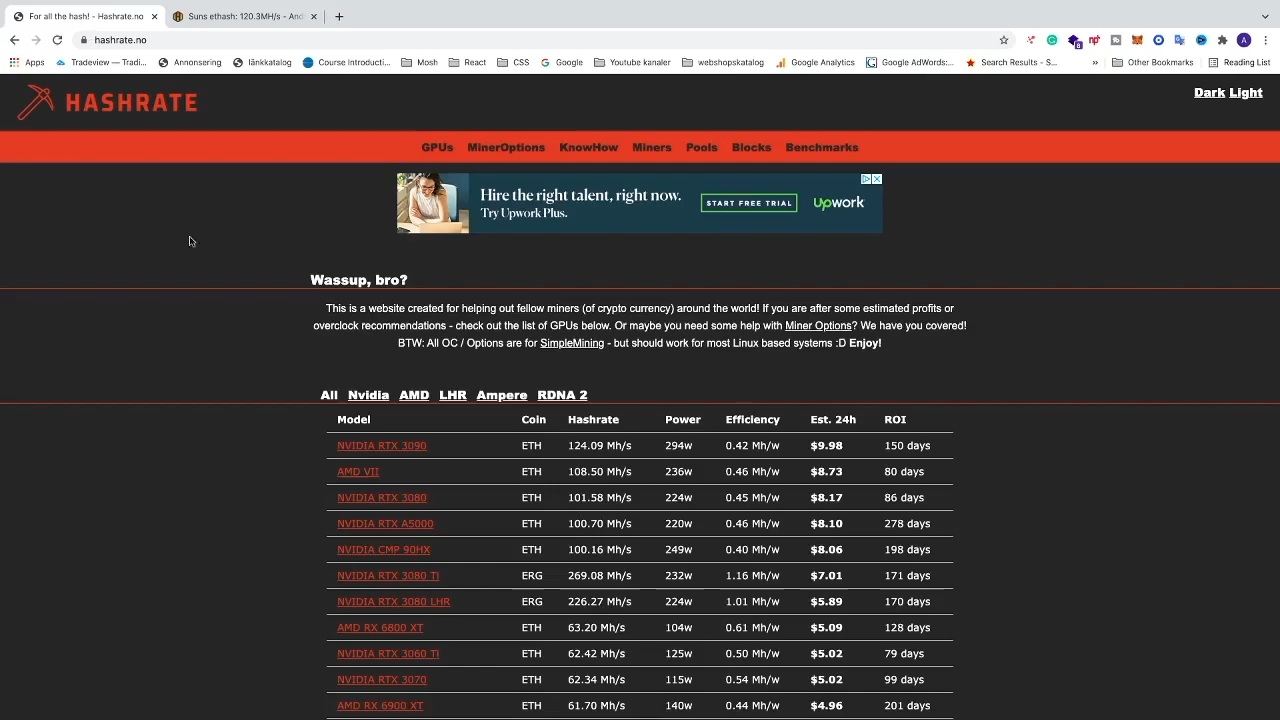 For all the hash! - Hashrate.no
Suns ethash: 120.3MH/s - And
hashrate.no
A
Apps
Tradeview — Tradi...
Annonsering
länkkatalog
Course Introducti...
Mosh
React
CSS
Google
Youtube kanaler
webshopskatalog
Google Analytics
Google AdWords:...
Search Results - S...
»
Other Bookmarks
Reading List
HASHRATE
Dark Light
GPUs MinerOptions KnowHow Miners Pools Blocks Benchmarks
Hire the right talent, right now.
Try Upwork Plus.
START FREE TRIAL
upwork
Wassup, bro?
This is a website created for helping out fellow miners (of crypto currency) around the world! If you are after some estimated profits or
overclock recommendations - check out the list of GPUs below. Or maybe you need some help with Miner Options? We have you covered!
BTW: All OC / Options are for SimpleMining - but should work for most Linux based systems :D Enjoy!
All Nvidia AMD LHR Ampere RDNA 2
Model Coin Hashrate Power Efficiency Est. 24h ROI
NVIDIA RTX 3090 ETH 124.09 Mh/s 294w 0.42 Mh/w $9.98 150 days
AMD VII ETH 108.50 Mh/s 236w 0.46 Mh/w $8.73 80 days
NVIDIA RTX 3080 ETH 101.58 Mh/s 224w 0.45 Mh/w $8.17 86 days
NVIDIA RTX A5000 ETH 100.70 Mh/s 220w 0.46 Mh/w $8.10 278 days
NVIDIA CMP 90HX ETH 100.16 Mh/s 249w 0.40 Mh/w $8.06 198 days
NVIDIA RTX 3080 Ti ERG 269.08 Mh/s 232w 1.16 Mh/w $7.01 171 days
NVIDIA RTX 3080 LHR ERG 226.27 Mh/s 224w 1.01 Mh/w $5.89 170 days
AMD RX 6800 XT ETH 63.20 Mh/s 104w 0.61 Mh/w $5.09 128 days
NVIDIA RTX 3060 Ti ETH 62.42 Mh/s 125w 0.50 Mh/w $5.02 79 days
NVIDIA RTX 3070 ETH 62.34 Mh/s 115w 0.54 Mh/w $5.02 99 days
AMD RX 6900 XT ETH 61.70 Mh/s 140w 0.44 Mh/w $4.96 201 days